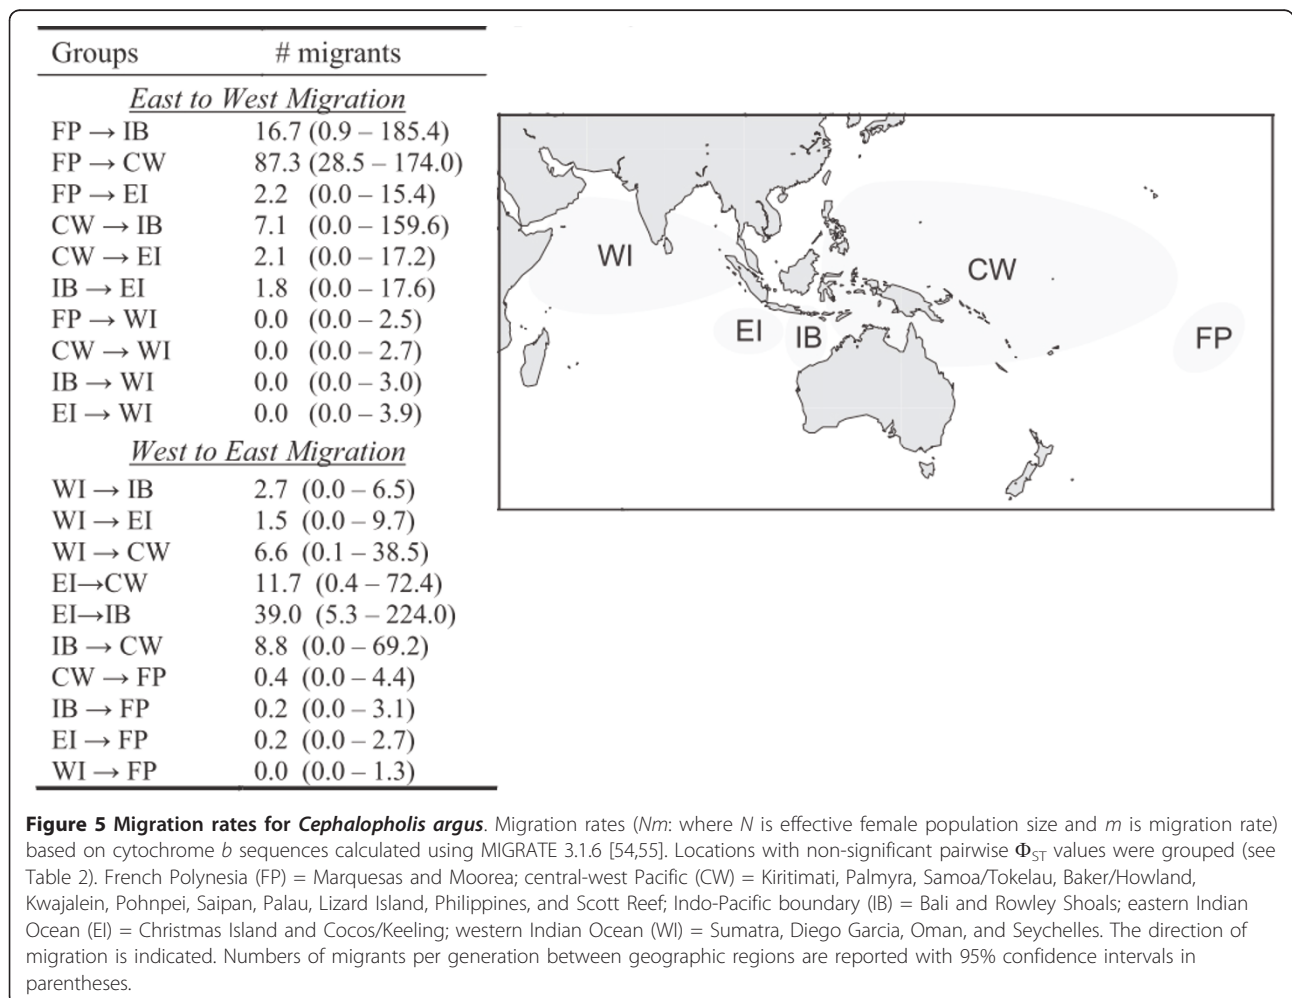 Groups # migrants
East to West Migration
FP → IB 16.7 (0.9 – 185.4)
FP → CW 87.3 (28.5 – 174.0)
FP → EI 2.2 (0.0 – 15.4)
CW → IB 7.1 (0.0 – 159.6)
CW → EI 2.1 (0.0 – 17.2)
IB → EI 1.8 (0.0 – 17.6)
FP → WI 0.0 (0.0 – 2.5)
CW → WI 0.0 (0.0 – 2.7)
IB → WI 0.0 (0.0 – 3.0)
EI → WI 0.0 (0.0 – 3.9)
West to East Migration
WI → IB 2.7 (0.0 – 6.5)
WI → EI 1.5 (0.0 – 9.7)
WI → CW 6.6 (0.1 – 38.5)
EI→CW 11.7 (0.4 – 72.4)
EI→IB 39.0 (5.3 – 224.0)
IB → CW 8.8 (0.0 – 69.2)
CW → FP 0.4 (0.0 – 4.4)
IB → FP 0.2 (0.0 – 3.1)
EI → FP 0.2 (0.0 – 2.7)
WI → FP 0.0 (0.0 – 1.3)
WI
CW
EI
IB
FP
Figure 5 Migration rates for Cephalopholis argus. Migration rates (Nm: where N is effective female population size and m is migration rate)
based on cytochrome b sequences calculated using MIGRATE 3.1.6 [54,55]. Locations with non-significant pairwise Φ_ST values were grouped (see
Table 2). French Polynesia (FP) = Marquesas and Moorea; central-west Pacific (CW) = Kiritimati, Palmyra, Samoa/Tokelau, Baker/Howland,
Kwajalein, Pohnpei, Saipan, Palau, Lizard Island, Philippines, and Scott Reef; Indo-Pacific boundary (IB) = Bali and Rowley Shoals; eastern Indian
Ocean (EI) = Christmas Island and Cocos/Keeling; western Indian Ocean (WI) = Sumatra, Diego Garcia, Oman, and Seychelles. The direction of
migration is indicated. Numbers of migrants per generation between geographic regions are reported with 95% confidence intervals in
parentheses.